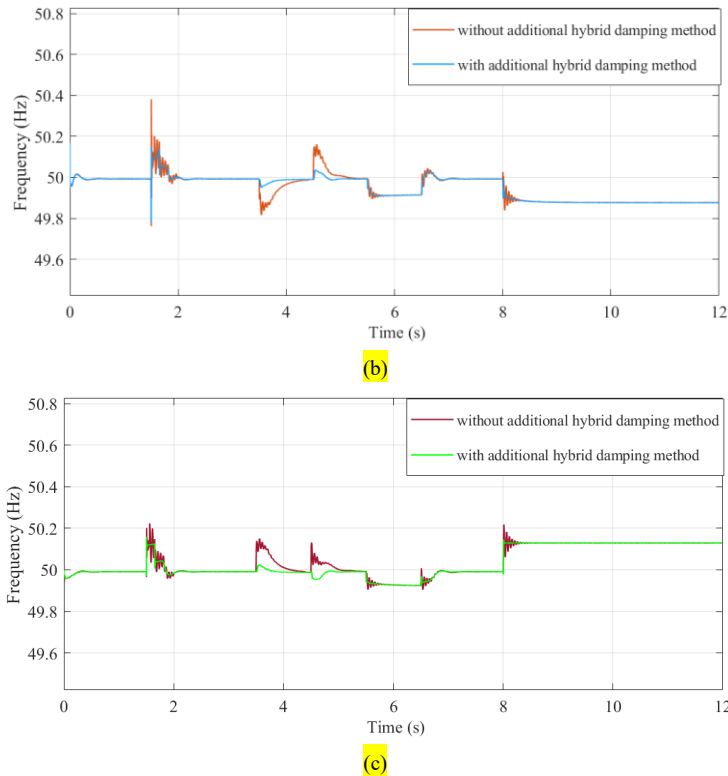 50.8
without additional hybrid damping method
with additional hybrid damping method
50.6
50.4
50.2
50
49.8
49.6
Frequency (Hz)
0 2 4 6 8 10 12
Time (s)
(b)
50.8
without additional hybrid damping method
with additional hybrid damping method
50.6
50.4
50.2
50
49.8
49.6
Frequency (Hz)
0 2 4 6 8 10 12
Time (s)
(c)